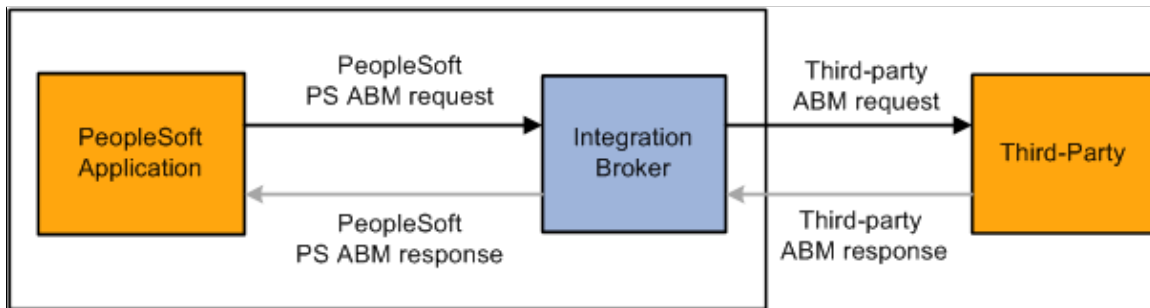 PeopleSoft
PS ABM request
Third-party
ABM request
PeopleSoft
Application
Integration
Broker
Third-Party
PeopleSoft
PS ABM response
Third-party
ABM response